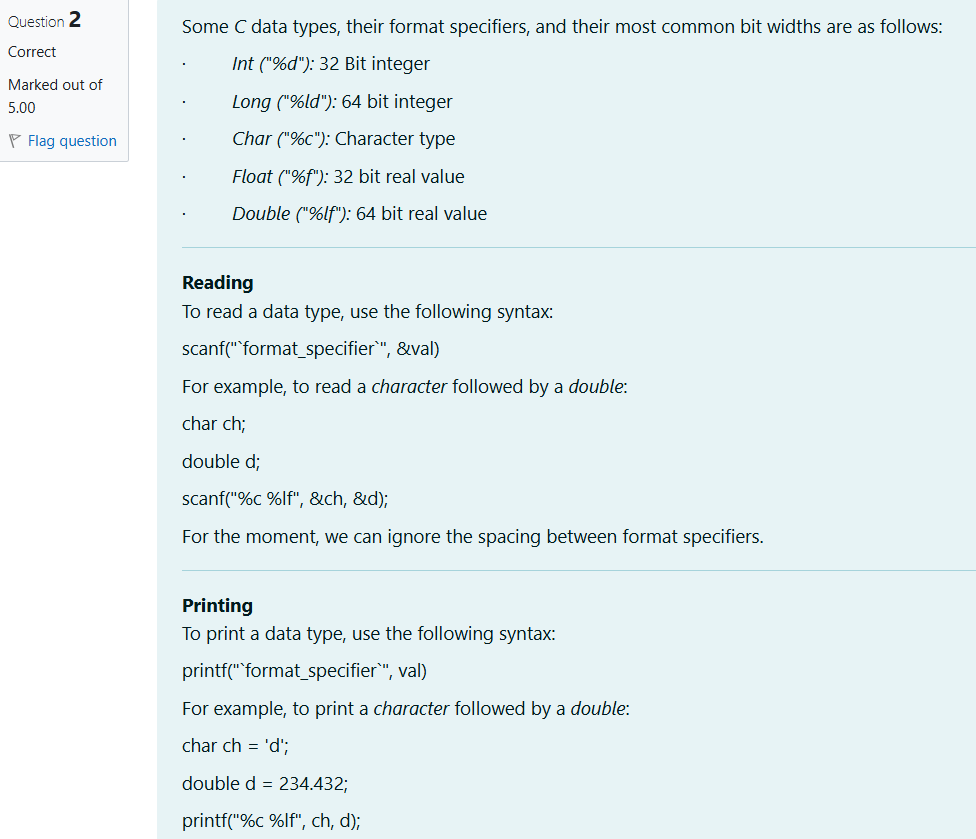 Question 2
Correct
Marked out of
5.00
Flag question
Some C data types, their format specifiers, and their most common bit widths are as follows:
· Int ("%d"): 32 Bit integer
· Long ("%ld"): 64 bit integer
· Char ("%c"): Character type
· Float ("%f"): 32 bit real value
· Double ("%lf"): 64 bit real value
Reading
To read a data type, use the following syntax:
scanf("`format_specifier`", &val)
For example, to read a character followed by a double:
char ch;
double d;
scanf("%c %lf", &ch, &d);
For the moment, we can ignore the spacing between format specifiers.
Printing
To print a data type, use the following syntax:
printf("`format_specifier`", val)
For example, to print a character followed by a double:
char ch = 'd';
double d = 234.432;
printf("%c %lf", ch, d);